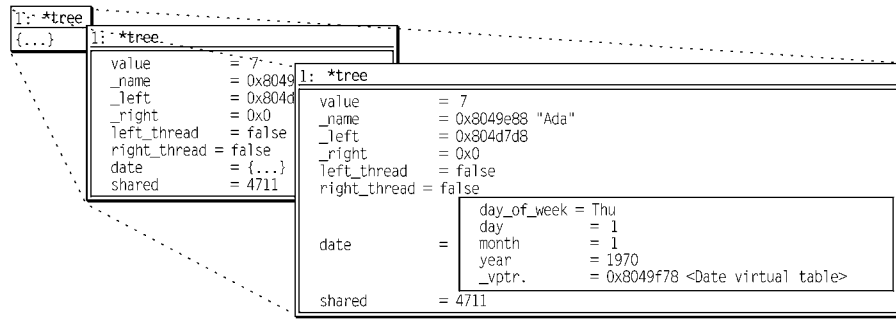 1: *tree
{...}
1: *tree
value = 7
_name = 0x8049
_left = 0x804d
_right = 0x0
left_thread = false
right_thread = false
date = {...}
shared = 4711
1: *tree
value = 7
_name = 0x8049e88 "Ada"
_left = 0x804d7d8
_right = 0x0
left_thread = false
right_thread = false
day_of_week = Thu
day = 1
date = month = 1
year = 1970
_vptr. = 0x8049f78 <Date virtual table>
shared = 4711